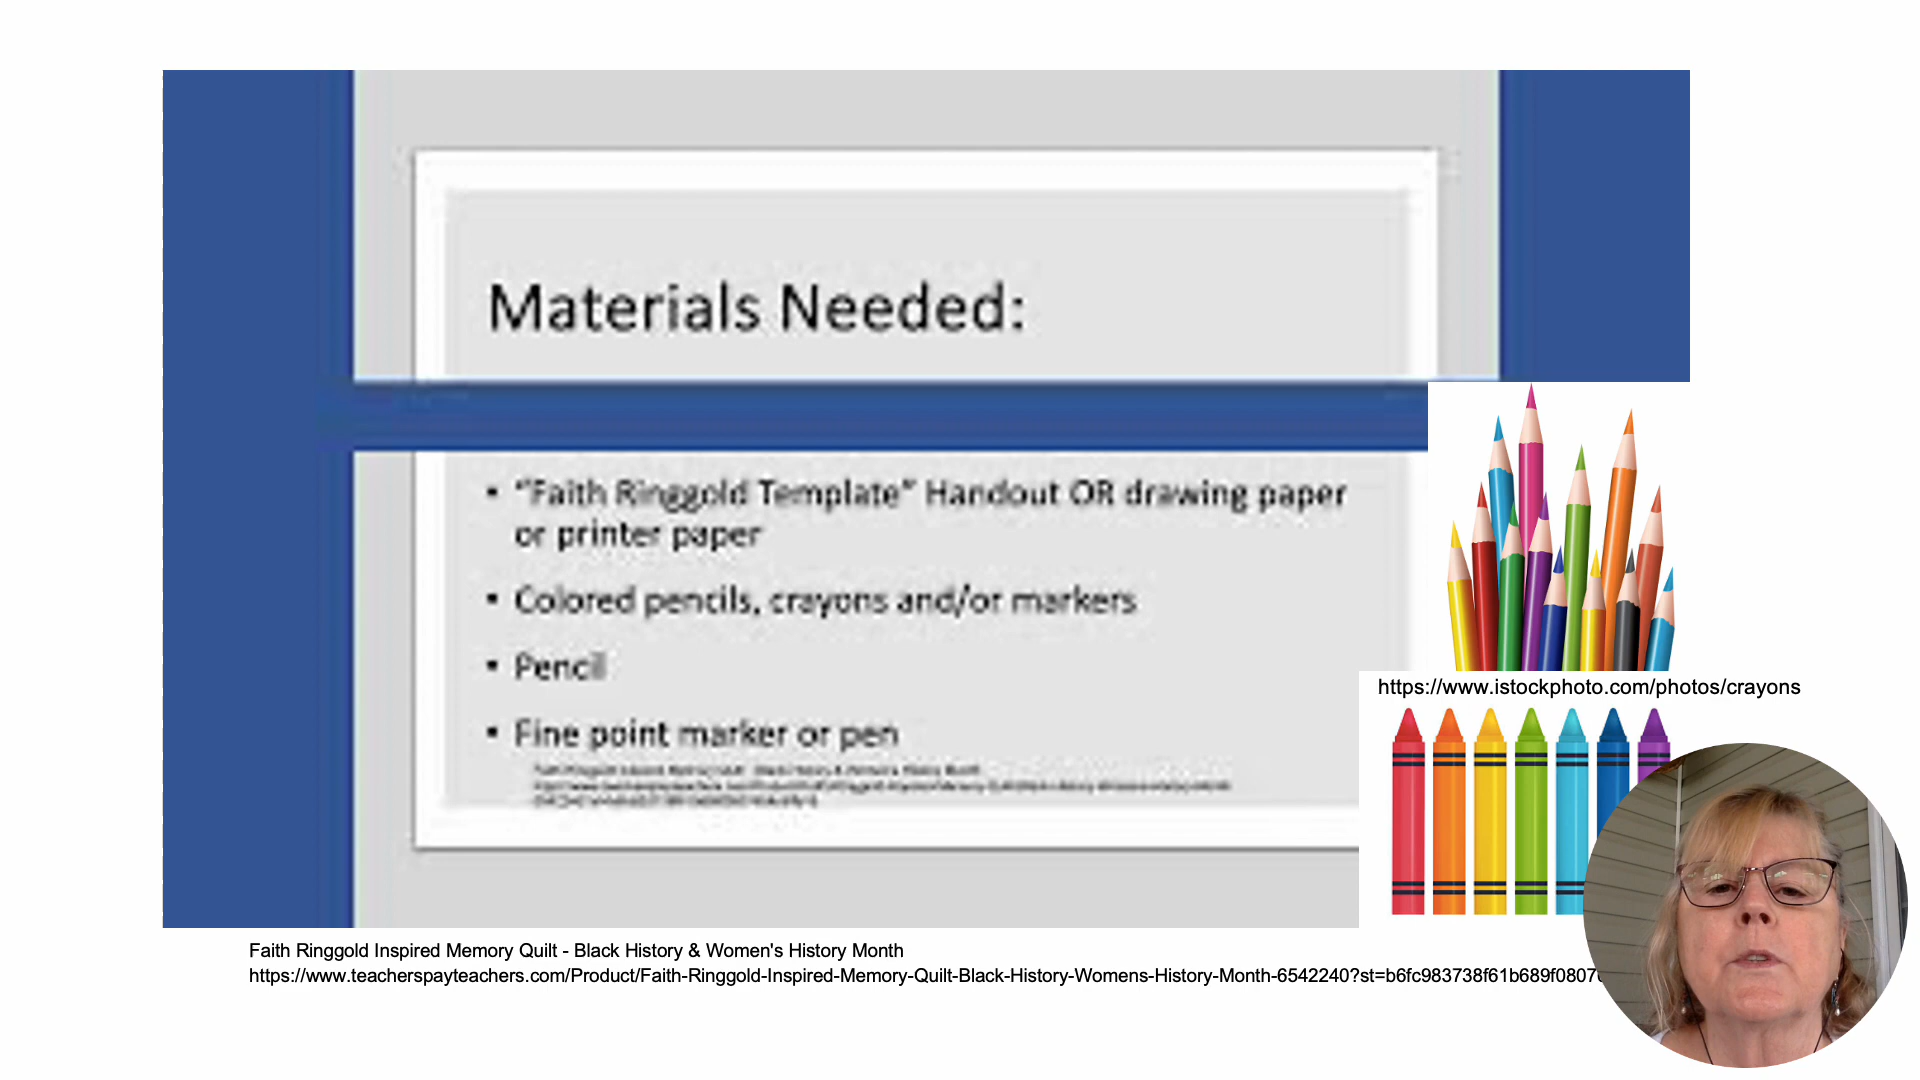 Materials Needed:
• “Faith Ringgold Template” Handout OR drawing paper
or printer paper
• Colored pencils, crayons and/or markers
• Pencil
• Fine point marker or pen
https://www.istockphoto.com/photos/crayons
Faith Ringgold Inspired Memory Quilt - Black History & Women's History Month
https://www.teacherspayteachers.com/Product/Faith-Ringgold-Inspired-Memory-Quilt-Black-History-Womens-History-Month-6542240?st=b6fc983738f61b689f0807